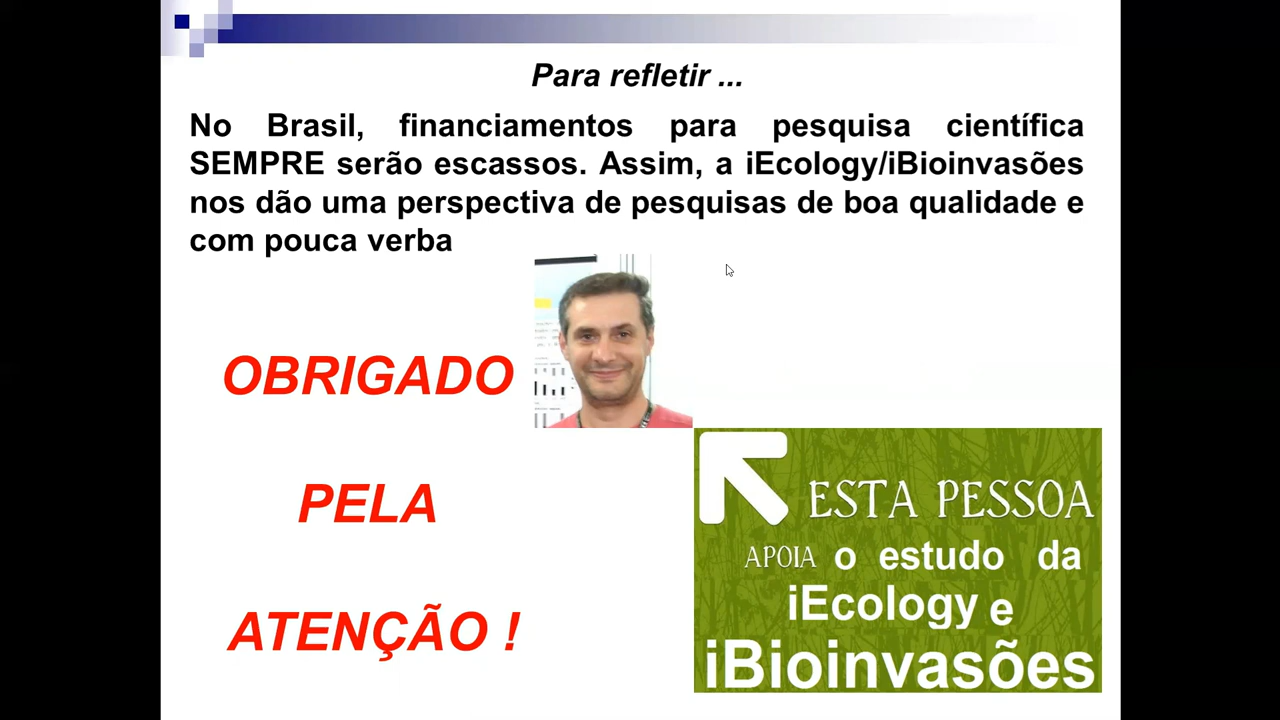 Para refletir ...
No Brasil, financiamentos para pesquisa científica
SEMPRE serão escassos. Assim, a iEcology/iBioinvasões
nos dão uma perspectiva de pesquisas de boa qualidade e
com pouca verba
OBRIGADO
PELA
ATENÇÃO !
ESTA PESSOA
APOIA o estudo da
iEcology e
iBioinvasões